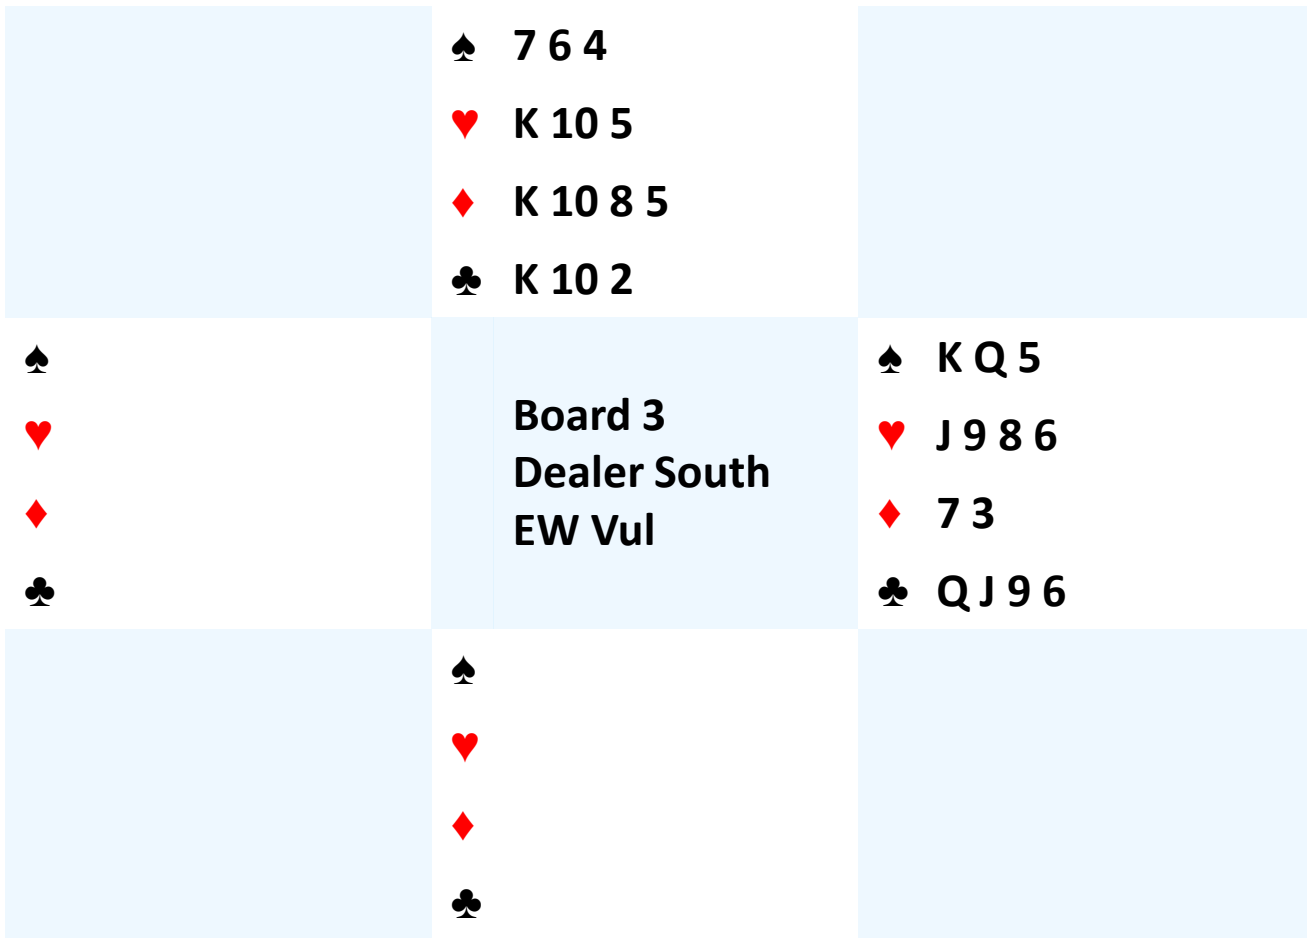 ♠ 7 6 4
♥ K 10 5
♦ K 10 8 5
♣ K 10 2
♠
♥
♦
♣
Board 3
Dealer South
EW Vul
♠ K Q 5
♥ J 9 8 6
♦ 7 3
♣ Q J 9 6
♠
♥
♦
♣